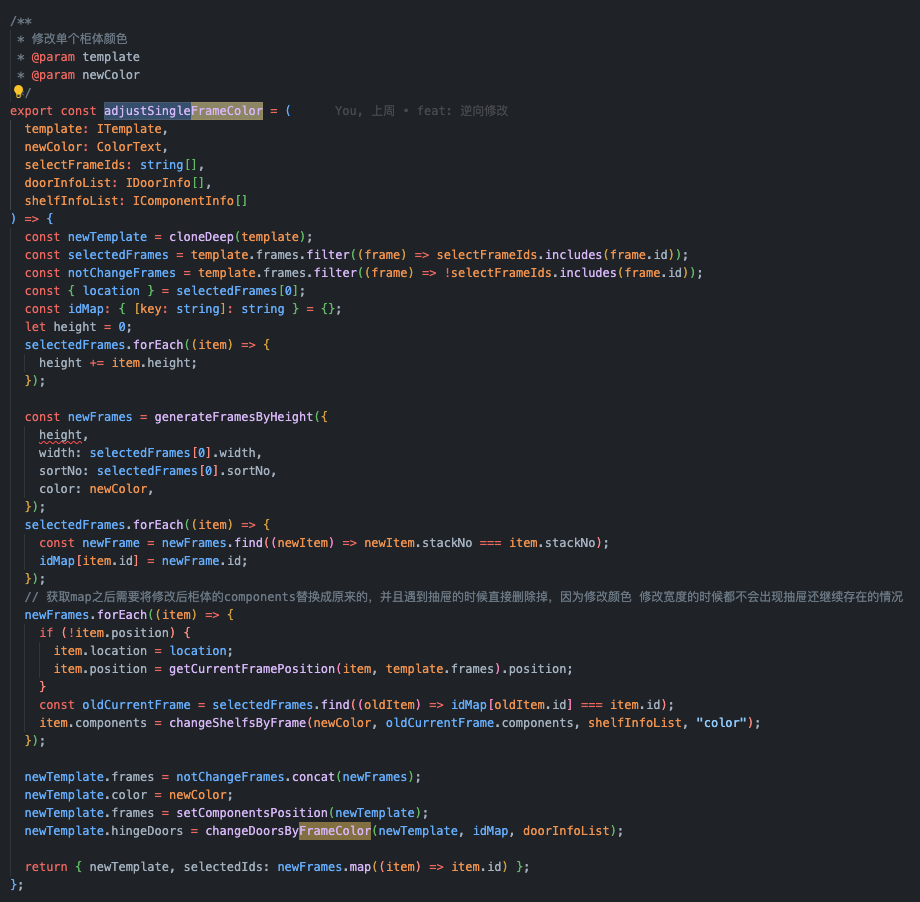 /**
 * 修改单个柜体颜色
 * @param template
 * @param newColor
 */
export const adjustSingleFrameColor = (      You, 上周 • feat: 逆向修改
  template: ITemplate,
  newColor: ColorText,
  selectFrameIds: string[],
  doorInfoList: IDoorInfo[],
  shelfInfoList: IComponentInfo[]
) => {
  const newTemplate = cloneDeep(template);
  const selectedFrames = template.frames.filter((frame) => selectFrameIds.includes(frame.id));
  const notChangeFrames = template.frames.filter((frame) => !selectFrameIds.includes(frame.id));
  const { location } = selectedFrames[0];
  const idMap: { [key: string]: string } = {};
  let height = 0;
  selectedFrames.forEach((item) => {
    height += item.height;
  });

  const newFrames = generateFramesByHeight({
    height,
    width: selectedFrames[0].width,
    sortNo: selectedFrames[0].sortNo,
    color: newColor,
  });
  selectedFrames.forEach((item) => {
    const newFrame = newFrames.find((newItem) => newItem.stackNo === item.stackNo);
    idMap[item.id] = newFrame.id;
  });
  // 获取map之后需要将修改后柜体的components替换成原来的，并且遇到抽屉的时候直接删除掉，因为修改颜色 修改宽度的时候都不会出现抽屉还继续存在的情况
  newFrames.forEach((item) => {
    if (!item.position) {
      item.location = location;
      item.position = getCurrentFramePosition(item, template.frames).position;
    }
    const oldCurrentFrame = selectedFrames.find((oldItem) => idMap[oldItem.id] === item.id);
    item.components = changeShelfsByFrame(newColor, oldCurrentFrame.components, shelfInfoList, "color");
  });

  newTemplate.frames = notChangeFrames.concat(newFrames);
  newTemplate.color = newColor;
  newTemplate.frames = setComponentsPosition(newTemplate);
  newTemplate.hingeDoors = changeDoorsByFrameColor(newTemplate, idMap, doorInfoList);

  return { newTemplate, selectedIds: newFrames.map((item) => item.id) };
};